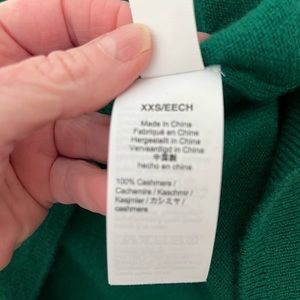 XXS/EECH
Made in China
Fabriqué en Chine
Hergestellt in China
Vervaardigd in China
中国製
hecho en china
100% Cashmere /
Cachemire / Kaschmir /
Kasjmier / カシミヤ /
cashmere